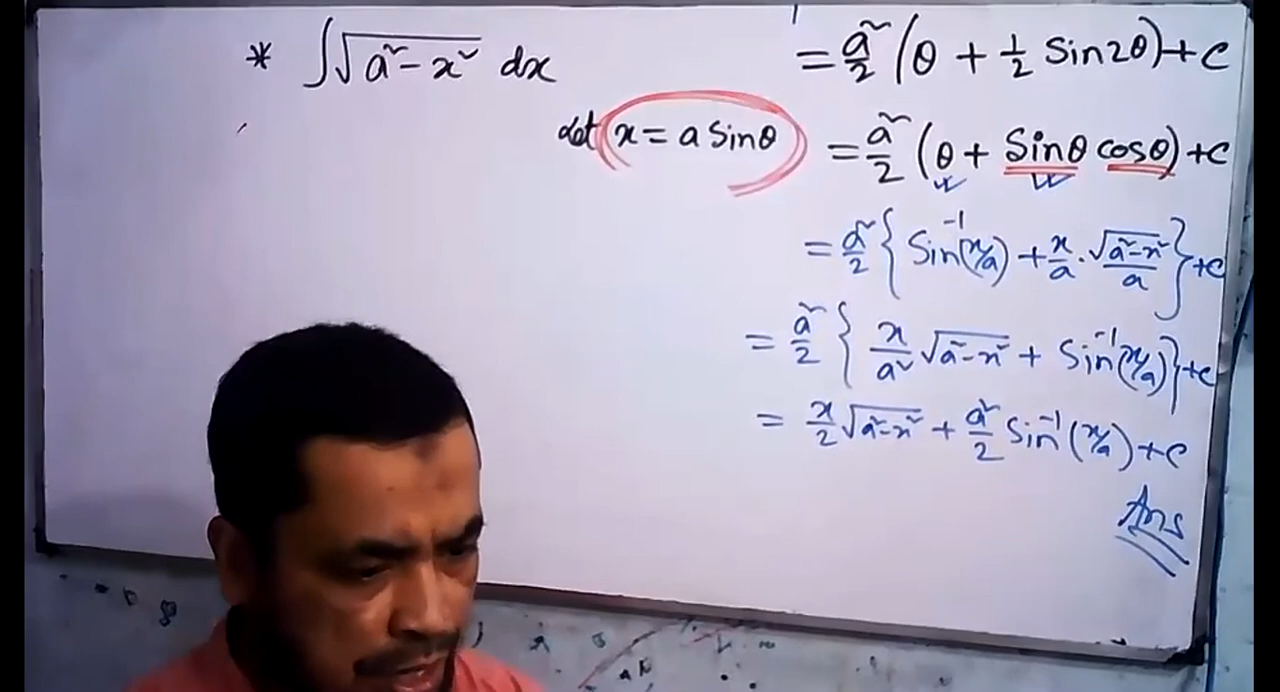 * ∫√(a²-x²) dx
Let x = a Sinθ
= a²/2 (θ + 1/2 Sin2θ) + c
= a²/2 (θ + Sinθ cosθ) + c
= a²/2 { Sin⁻¹(x/a) + x/a · √(a²-x²)/a } + c
= a²/2 { x/a² √(a²-x²) + Sin⁻¹(x/a) } + c
= x/2 √(a²-x²) + a²/2 Sin⁻¹(x/a) + c
Ans